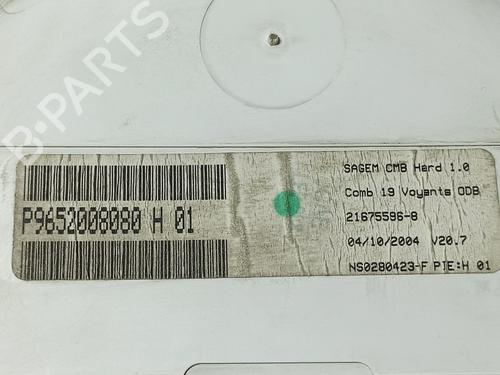 B-PARTS
P9652008080 H 01
SAGEM CMB Hard 1.0
Comb 19 Voyants ODB
21675596-8
04/10/2004 V20.7
NS0280423-F PIE:H 01